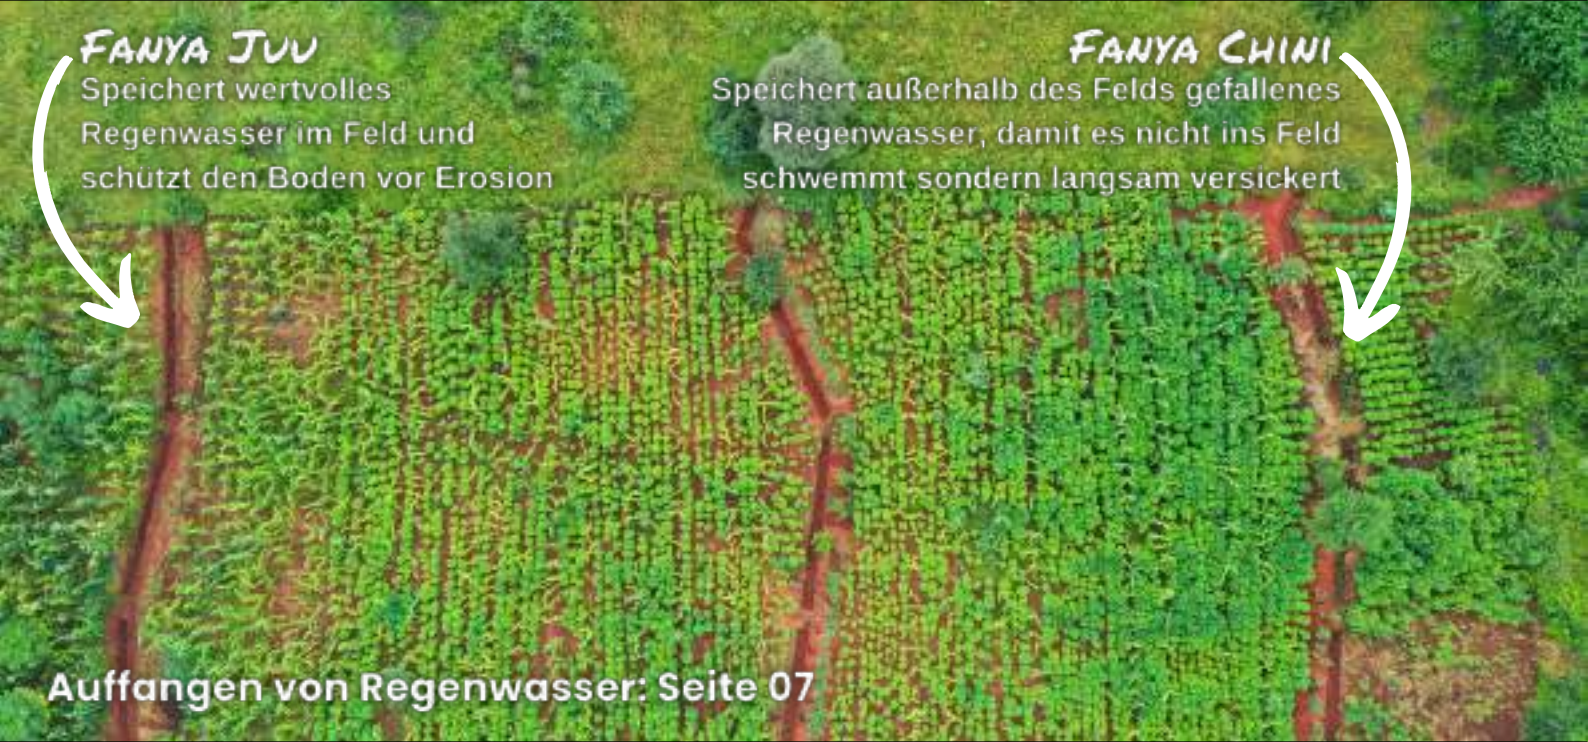 Fanya Juu
Speichert wertvolles
Regenwasser im Feld und
schützt den Boden vor Erosion
Fanya Chini
Speichert außerhalb des Felds gefallenes
Regenwasser, damit es nicht ins Feld
schwemmt sondern langsam versickert
Auffangen von Regenwasser: Seite 07